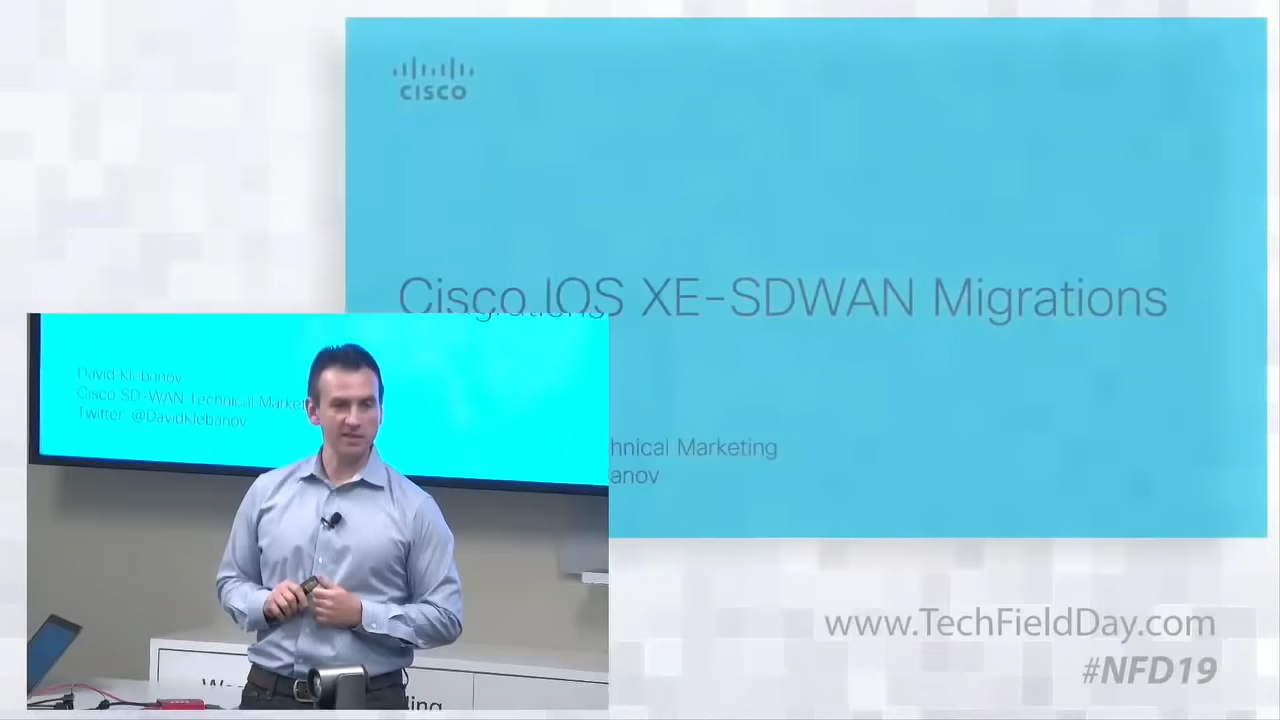 CISCO
Cisco IOS XE-SDWAN Migrations
hnical Marketing
anov
David Klebanov
Cisco SD-WAN Technical Market
Twitter: @DavidKlebanov
www.TechFieldDay.com
#NFD19